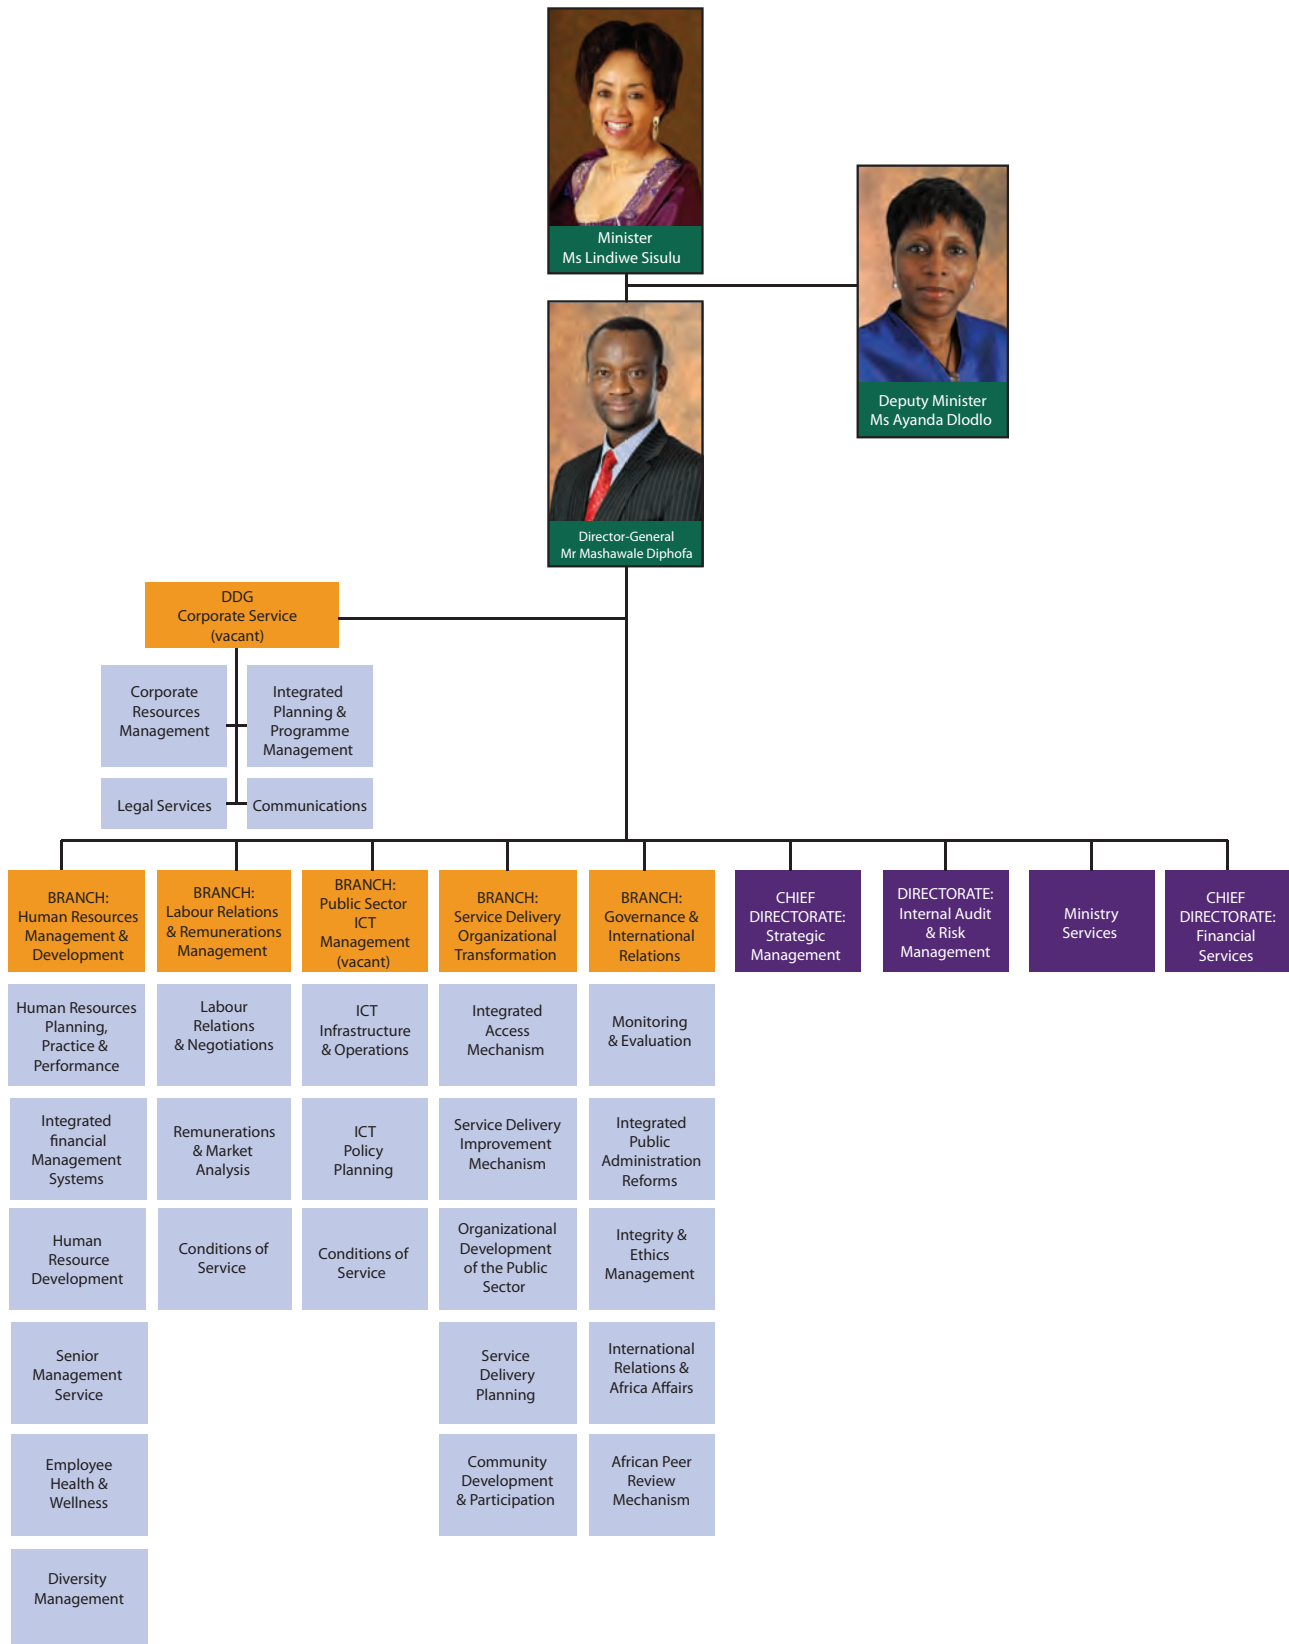 Minister
Ms Lindiwe Sisulu
Deputy Minister
Ms Ayanda Dlodlo
Director-General
Mr Mashawale Diphofa
DDG
Corporate Service
(vacant)
Corporate
Resources
Management
Integrated
Planning &
Programme
Management
Legal Services
Communications
BRANCH:
Human Resources
Management &
Development
BRANCH:
Labour Relations
& Remunerations
Management
BRANCH:
Public Sector
ICT
Management
(vacant)
BRANCH:
Service Delivery
Organizational
Transformation
BRANCH:
Governance &
International
Relations
CHIEF
DIRECTORATE:
Strategic
Management
DIRECTORATE:
Internal Audit
& Risk
Management
Ministry
Services
CHIEF
DIRECTORATE:
Financial
Services
Human Resources
Planning,
Practice &
Performance
Integrated
financial
Management
Systems
Human
Resource
Development
Senior
Management
Service
Employee
Health &
Wellness
Diversity
Management
Labour
Relations
& Negotiations
Remunerations
& Market
Analysis
Conditions of
Service
ICT
Infrastructure
& Operations
ICT
Policy
Planning
Conditions of
Service
Integrated
Access
Mechanism
Service Delivery
Improvement
Mechanism
Organizational
Development
of the Public
Sector
Service
Delivery
Planning
Community
Development
& Participation
Monitoring
& Evaluation
Integrated
Public
Administration
Reforms
Integrity &
Ethics
Management
International
Relations &
Africa Affairs
African Peer
Review
Mechanism